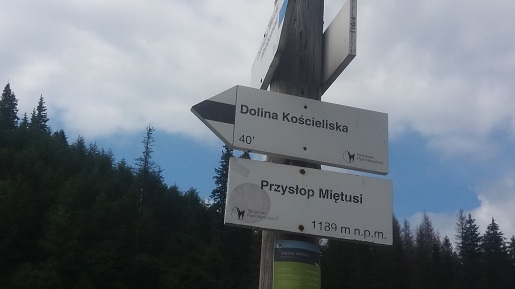 Dolina Kościeliska
40'
Przysłop Miętusi
1189 m n.p.m.